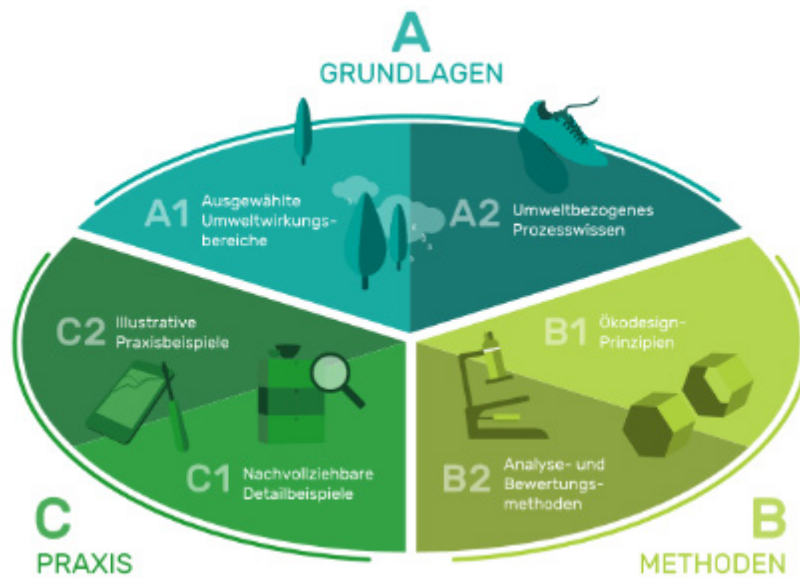 A
GRUNDLAGEN
A1
Ausgewählte
Umweltwirkungs-
bereiche
A2
Umweltbezogenes
Prozesswissen
C2
Illustrative
Praxisbeispiele
B1
Ökodesign-
Prinzipien
C1
Nachvollziehbare
Detailbeispiele
B2
Analyse- und
Bewertungs-
methoden
C
PRAXIS
B
METHODEN